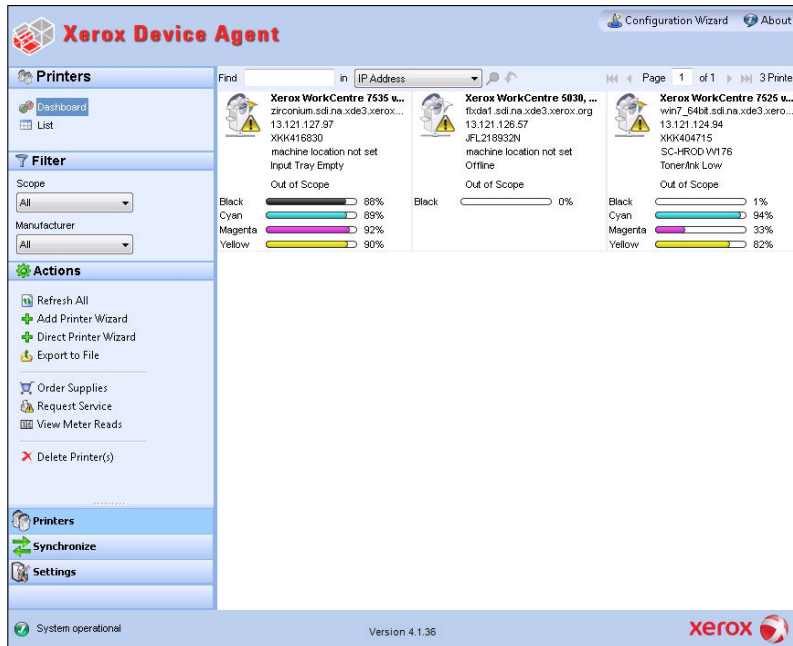 Xerox Device Agent
Configuration Wizard About
Printers
Dashboard
List
Filter
Scope
All
Manufacturer
All
Actions
Refresh All
Add Printer Wizard
Direct Printer Wizard
Export to File
Order Supplies
Request Service
View Meter Reads
Delete Printer(s)
Printers
Synchronize
Settings
Find in IP Address Page 1 of 1 3 Printe
Xerox WorkCentre 7535 v...
zirconium.sdi.na.xde3.xerox...
13.121.127.97
XKK416830
machine location not set
Input Tray Empty
Out of Scope
Black 88%
Cyan 89%
Magenta 92%
Yellow 90%
Xerox WorkCentre 5030, ...
flxda1.sdi.na.xde3.xerox.org
13.121.126.57
JFL218932N
machine location not set
Offline
Out of Scope
Black 0%
Xerox WorkCentre 7525 v...
win7_64bit.sdi.na.xde3.xero...
13.121.124.94
XKK404715
SC-HROD W176
Toner/Ink Low
Out of Scope
Black 1%
Cyan 94%
Magenta 33%
Yellow 82%
System operational
Version 4.1.36
xerox